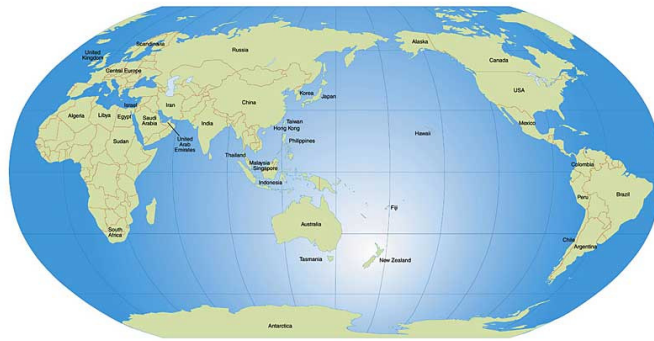 Alaska
Scandinavia
Russia
United
Kingdom
Canada
Central Europe
USA
Korea
Japan
Israel
Iran
China
Algeria
Libya
Egypt
Saudi
Arabia
India
Taiwan
Hong Kong
Mexico
Hawaii
Sudan
United
Arab
Emirates
Philippines
Thailand
Malaysia
Singapore
Colombia
Indonesia
Peru
Brazil
Fiji
Australia
South
Africa
Chile
Argentina
Tasmania
New Zealand
Antarctica